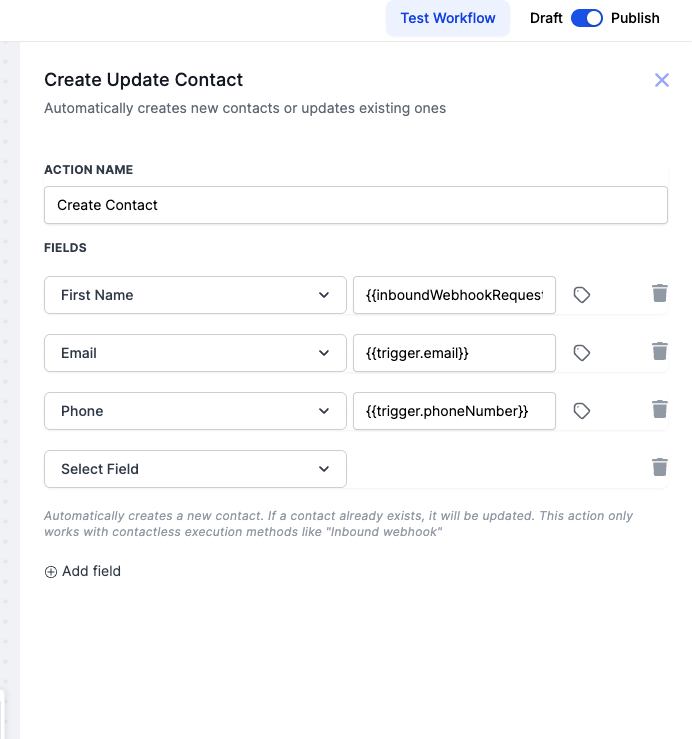 Test Workflow Draft Publish
Create Update Contact
Automatically creates new contacts or updates existing ones
ACTION NAME
Create Contact
FIELDS
First Name {{inboundWebhookRequest
Email {{trigger.email}}
Phone {{trigger.phoneNumber}}
Select Field
Automatically creates a new contact. If a contact already exists, it will be updated. This action only
works with contactless execution methods like "Inbound webhook"
Add field